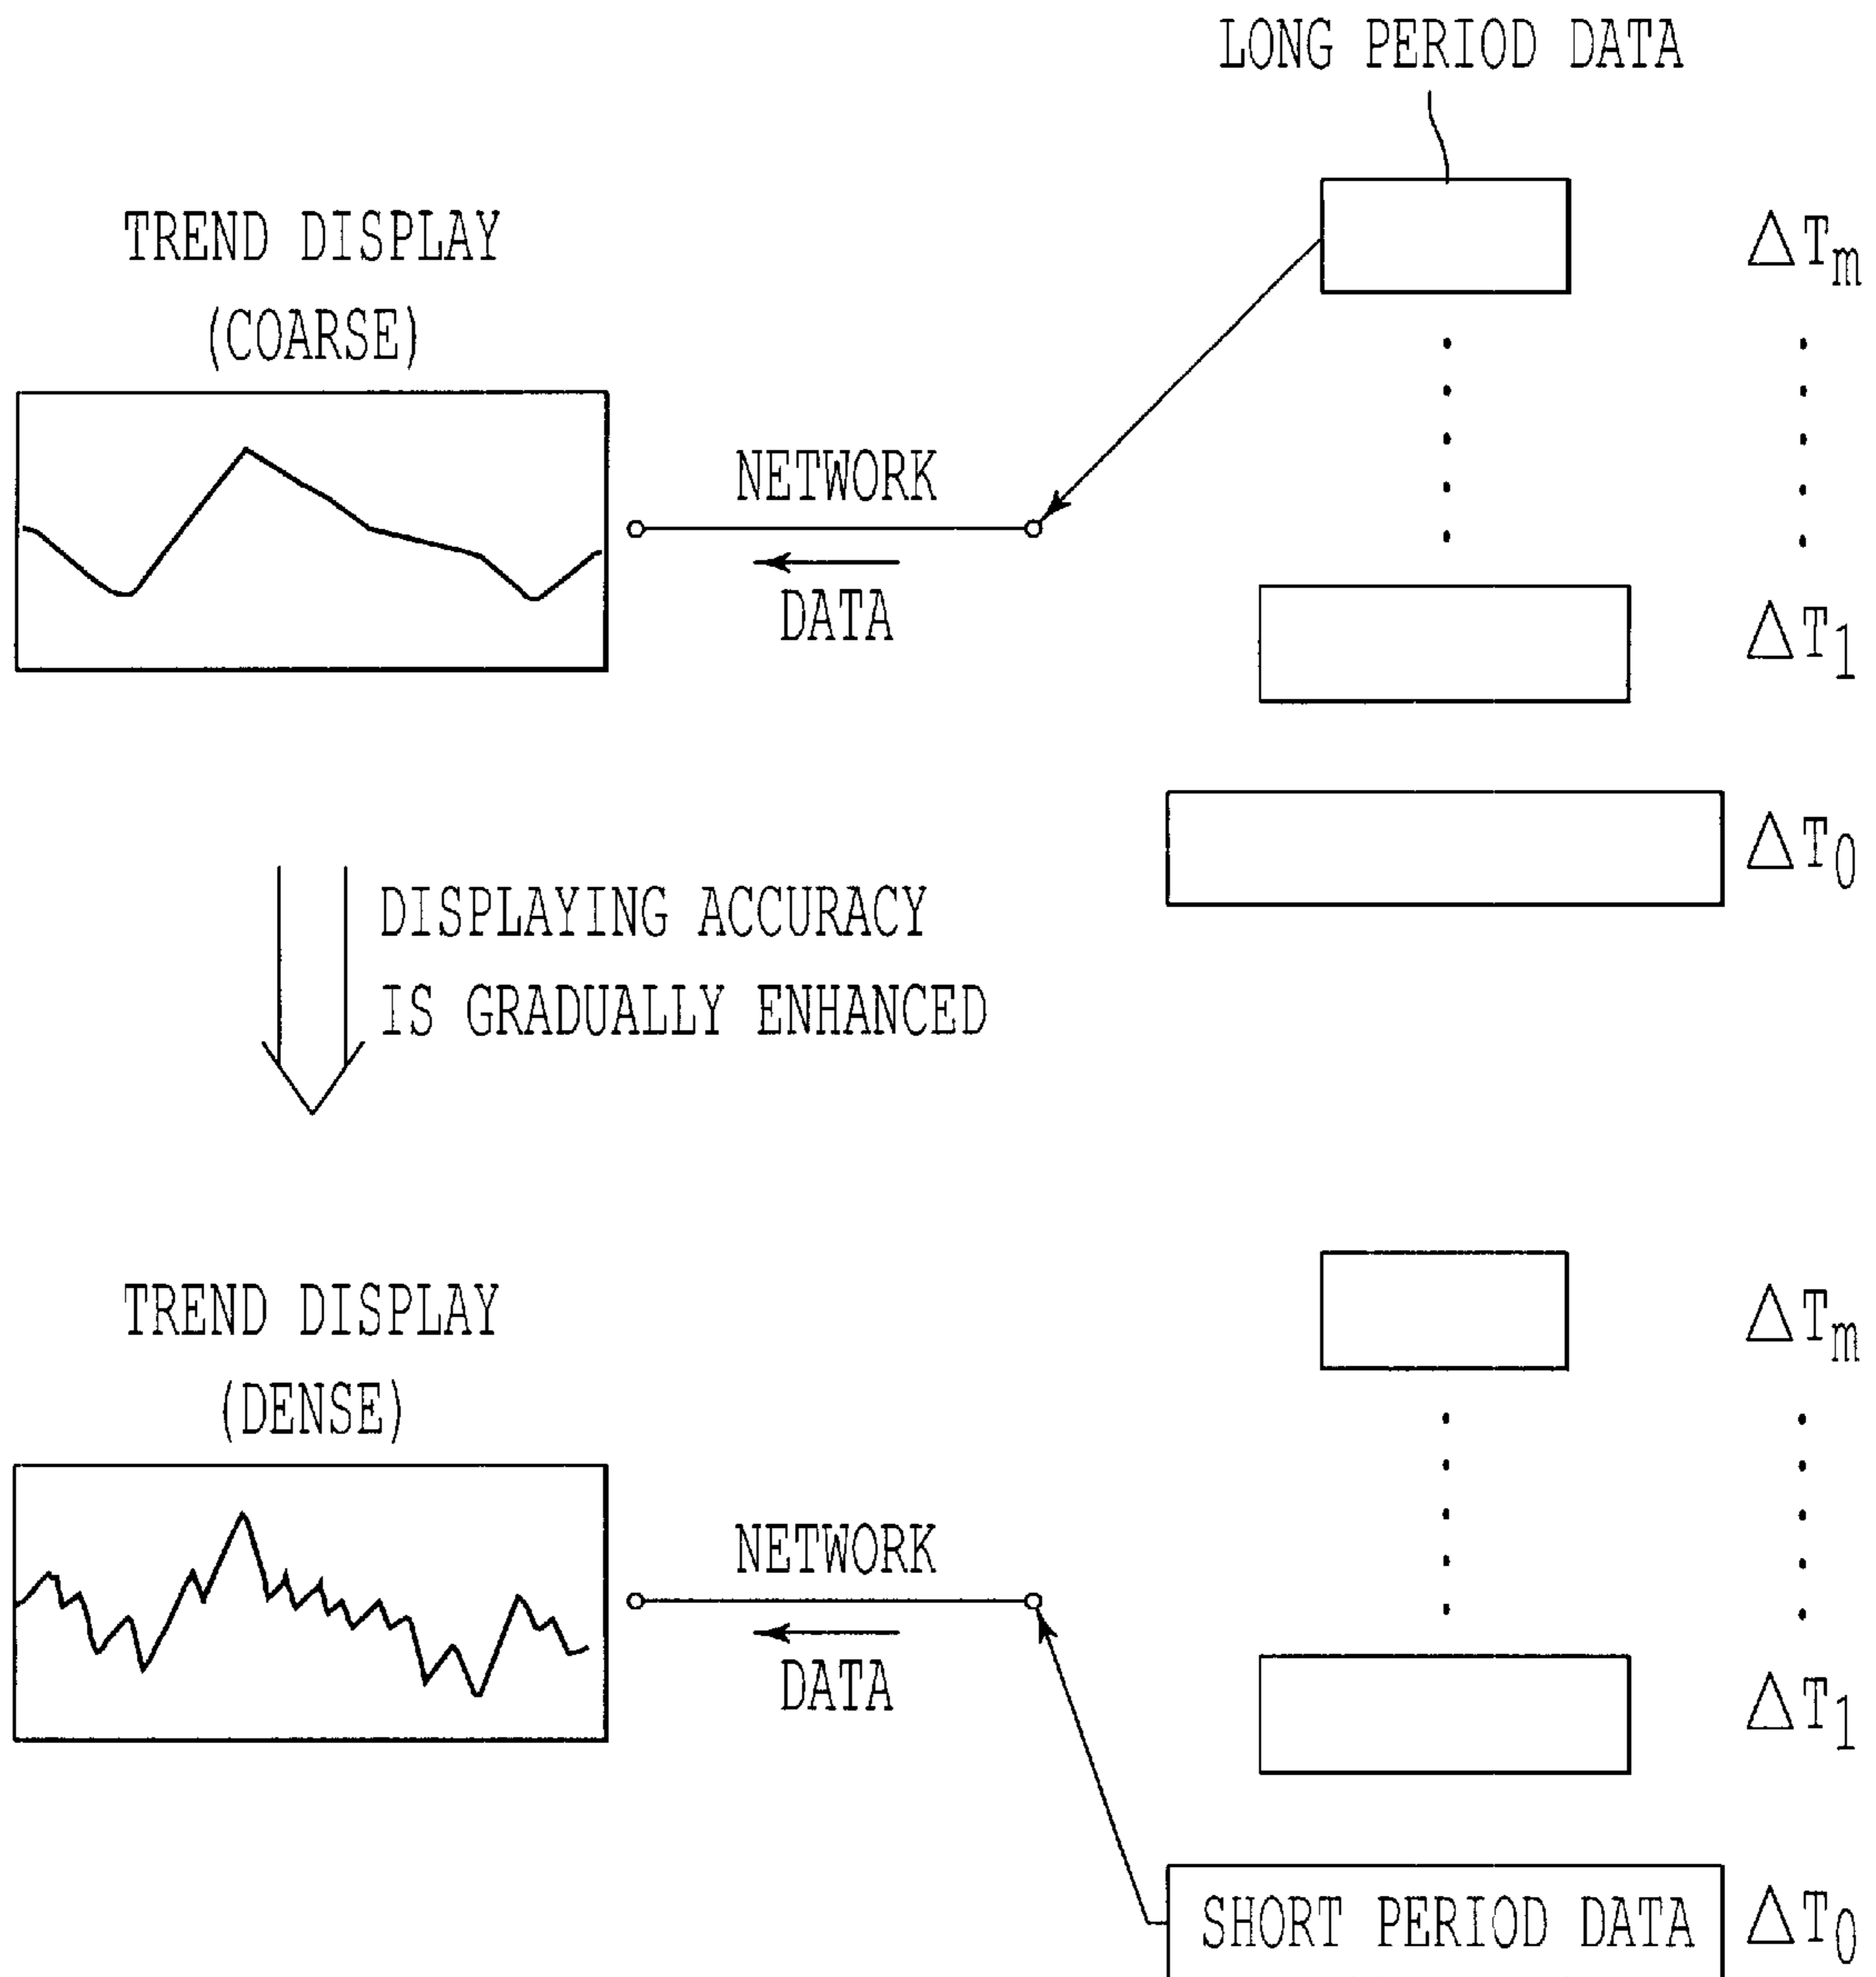 LONG PERIOD DATA
TREND DISPLAY
(COARSE)
ΔTm
NETWORK
DATA
ΔT1
ΔT0
DISPLAYING ACCURACY
IS GRADUALLY ENHANCED
TREND DISPLAY
(DENSE)
ΔTm
NETWORK
DATA
ΔT1
SHORT PERIOD DATA
ΔT0